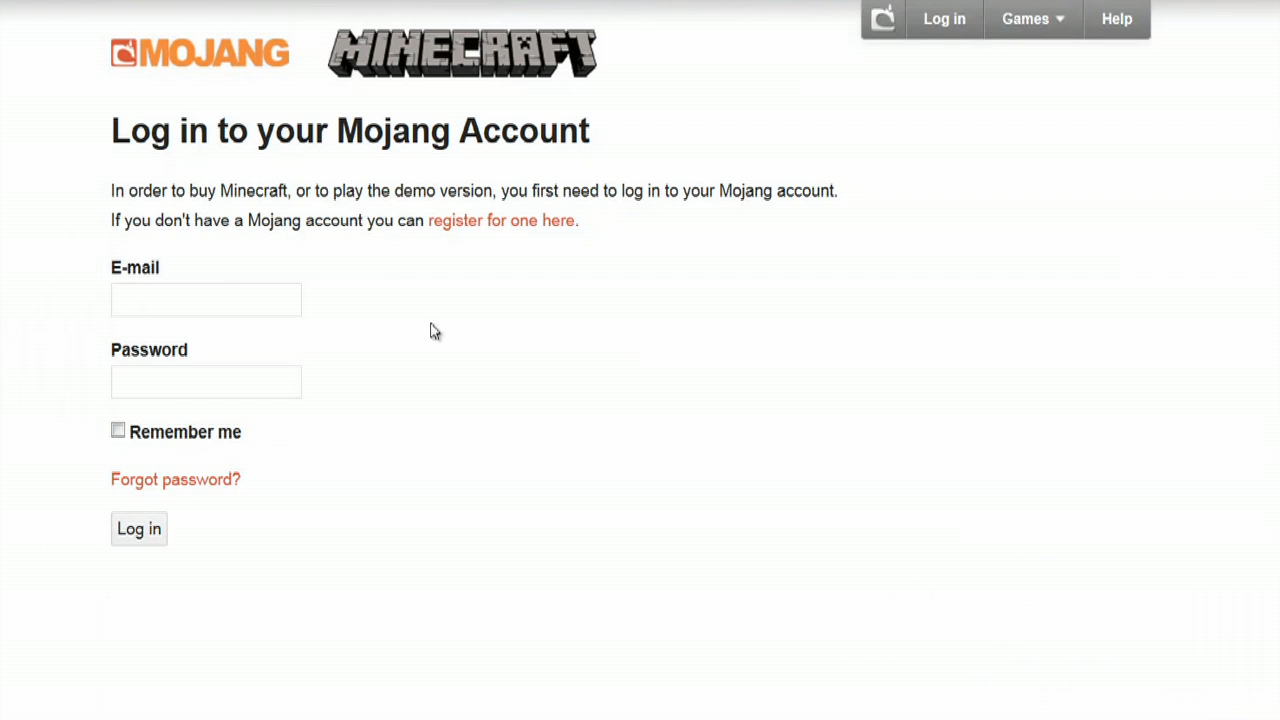 Log in Games Help
MOJANG MINECRAFT
Log in to your Mojang Account
In order to buy Minecraft, or to play the demo version, you first need to log in to your Mojang account.
If you don't have a Mojang account you can register for one here.
E-mail
Password
Remember me
Forgot password?
Log in